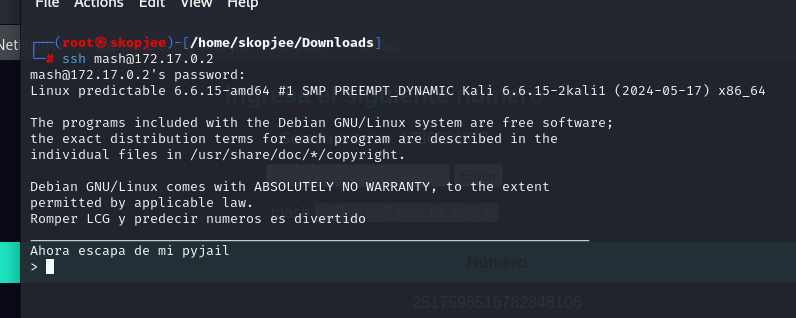 File Actions Edit View Help
┌──(root㉿skopjee)-[/home/skopjee/Downloads]
└─# ssh mash@172.17.0.2
mash@172.17.0.2's password:
Linux predictable 6.6.15-amd64 #1 SMP PREEMPT_DYNAMIC Kali 6.6.15-2kali1 (2024-05-17) x86_64
The programs included with the Debian GNU/Linux system are free software;
the exact distribution terms for each program are described in the
individual files in /usr/share/doc/*/copyright.
Debian GNU/Linux comes with ABSOLUTELY NO WARRANTY, to the extent
permitted by applicable law.
Romper LCG y predecir numeros es divertido
Ahora escapa de mi pyjail
>
Net
Ingresa el siguiente número
Enviar
Número
2517596516782848106